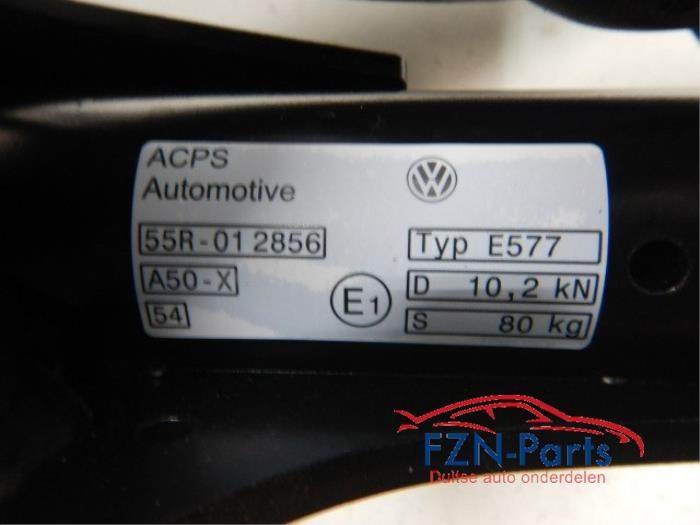 ACPS
Automotive
55R-01 2856
A50-X
54
E1
VW
Typ E577
D 10,2 kN
S 80 kg
FZN-Parts
Duitse auto onderdelen